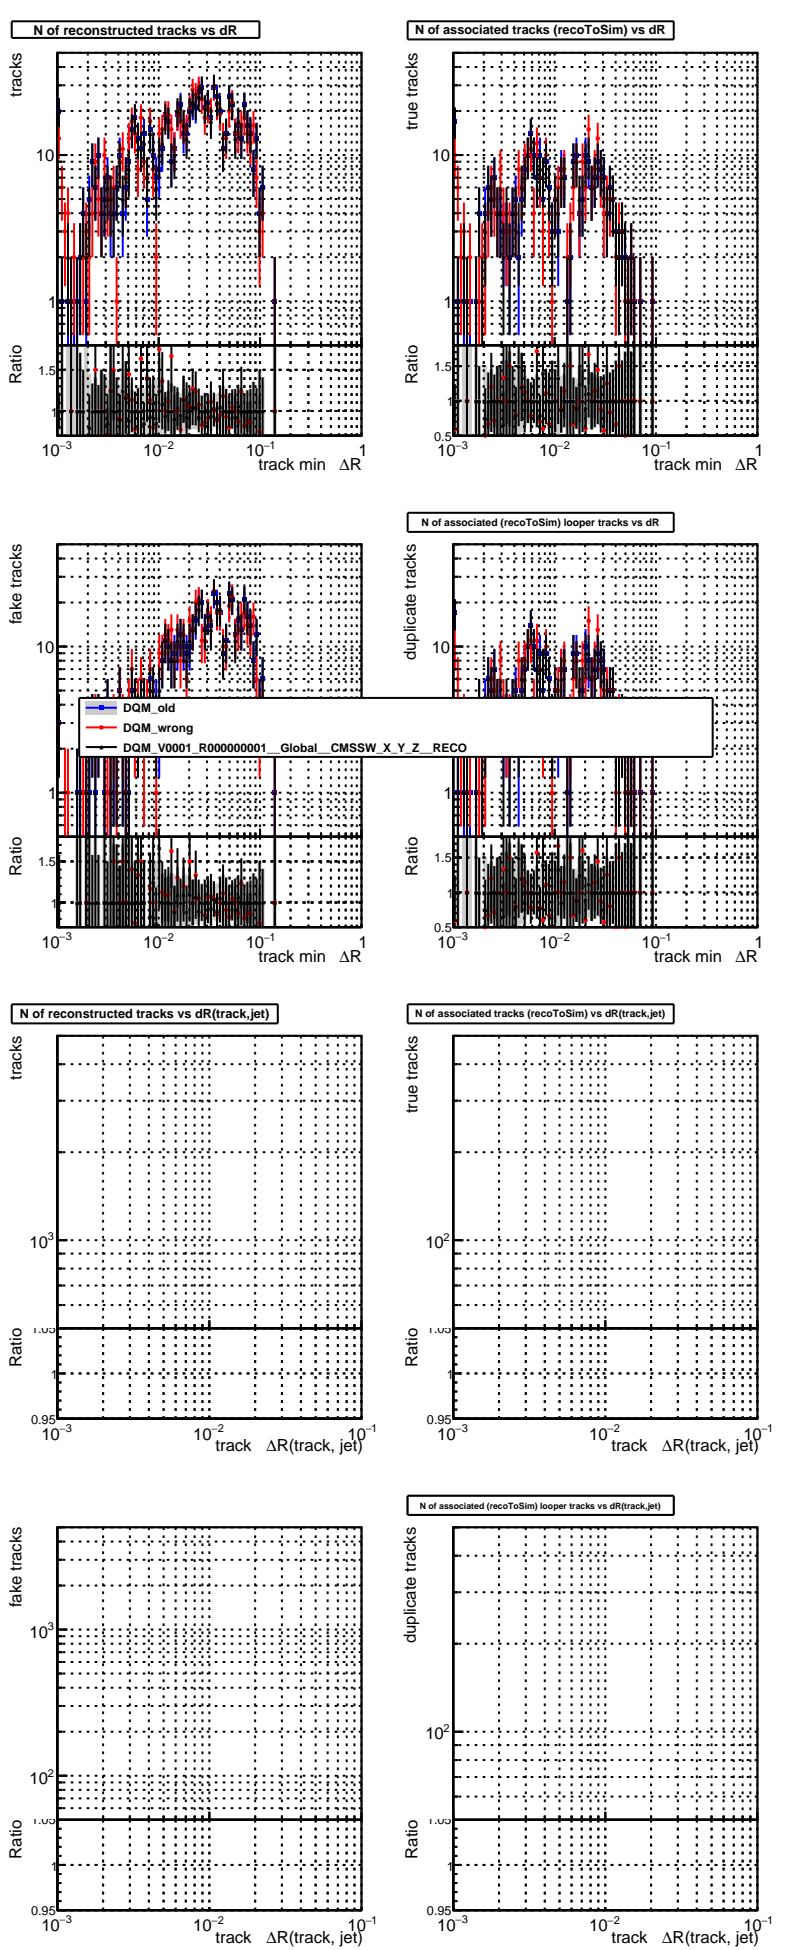 N of reconstructed tracks vs dR
N of associated tracks (recoToSim) vs dR
tracks
10
1
Ratio
1.5
1
10⁻³ 10⁻² 10⁻¹ 1
track min ΔR
true tracks
10
1
Ratio
1.5
1
0.5
10⁻³ 10⁻² 10⁻¹ 1
track min ΔR
N of associated (recoToSim) looper tracks vs dR
fake tracks
10
1
Ratio
1.5
1
10⁻³ 10⁻² 10⁻¹ 1
track min ΔR
duplicate tracks
10
1
Ratio
1.5
1
0.5
10⁻³ 10⁻² 10⁻¹ 1
track min ΔR
DQM_old
DQM_wrong
DQM_V0001_R000000001__Global__CMSSW_X_Y_Z__RECO
N of reconstructed tracks vs dR(track,jet)
N of associated tracks (recoToSim) vs dR(track,jet)
tracks
10³
Ratio
1.05
1
0.95
10⁻³ 10⁻² 10⁻¹
track ΔR(track, jet)
true tracks
10²
Ratio
1.05
1
0.95
10⁻³ 10⁻² 10⁻¹
track ΔR(track, jet)
N of associated (recoToSim) looper tracks vs dR(track,jet)
fake tracks
10³
10²
Ratio
1.05
1
0.95
10⁻³ 10⁻² 10⁻¹
track ΔR(track, jet)
duplicate tracks
10²
Ratio
1.05
1
0.95
10⁻³ 10⁻² 10⁻¹
track ΔR(track, jet)